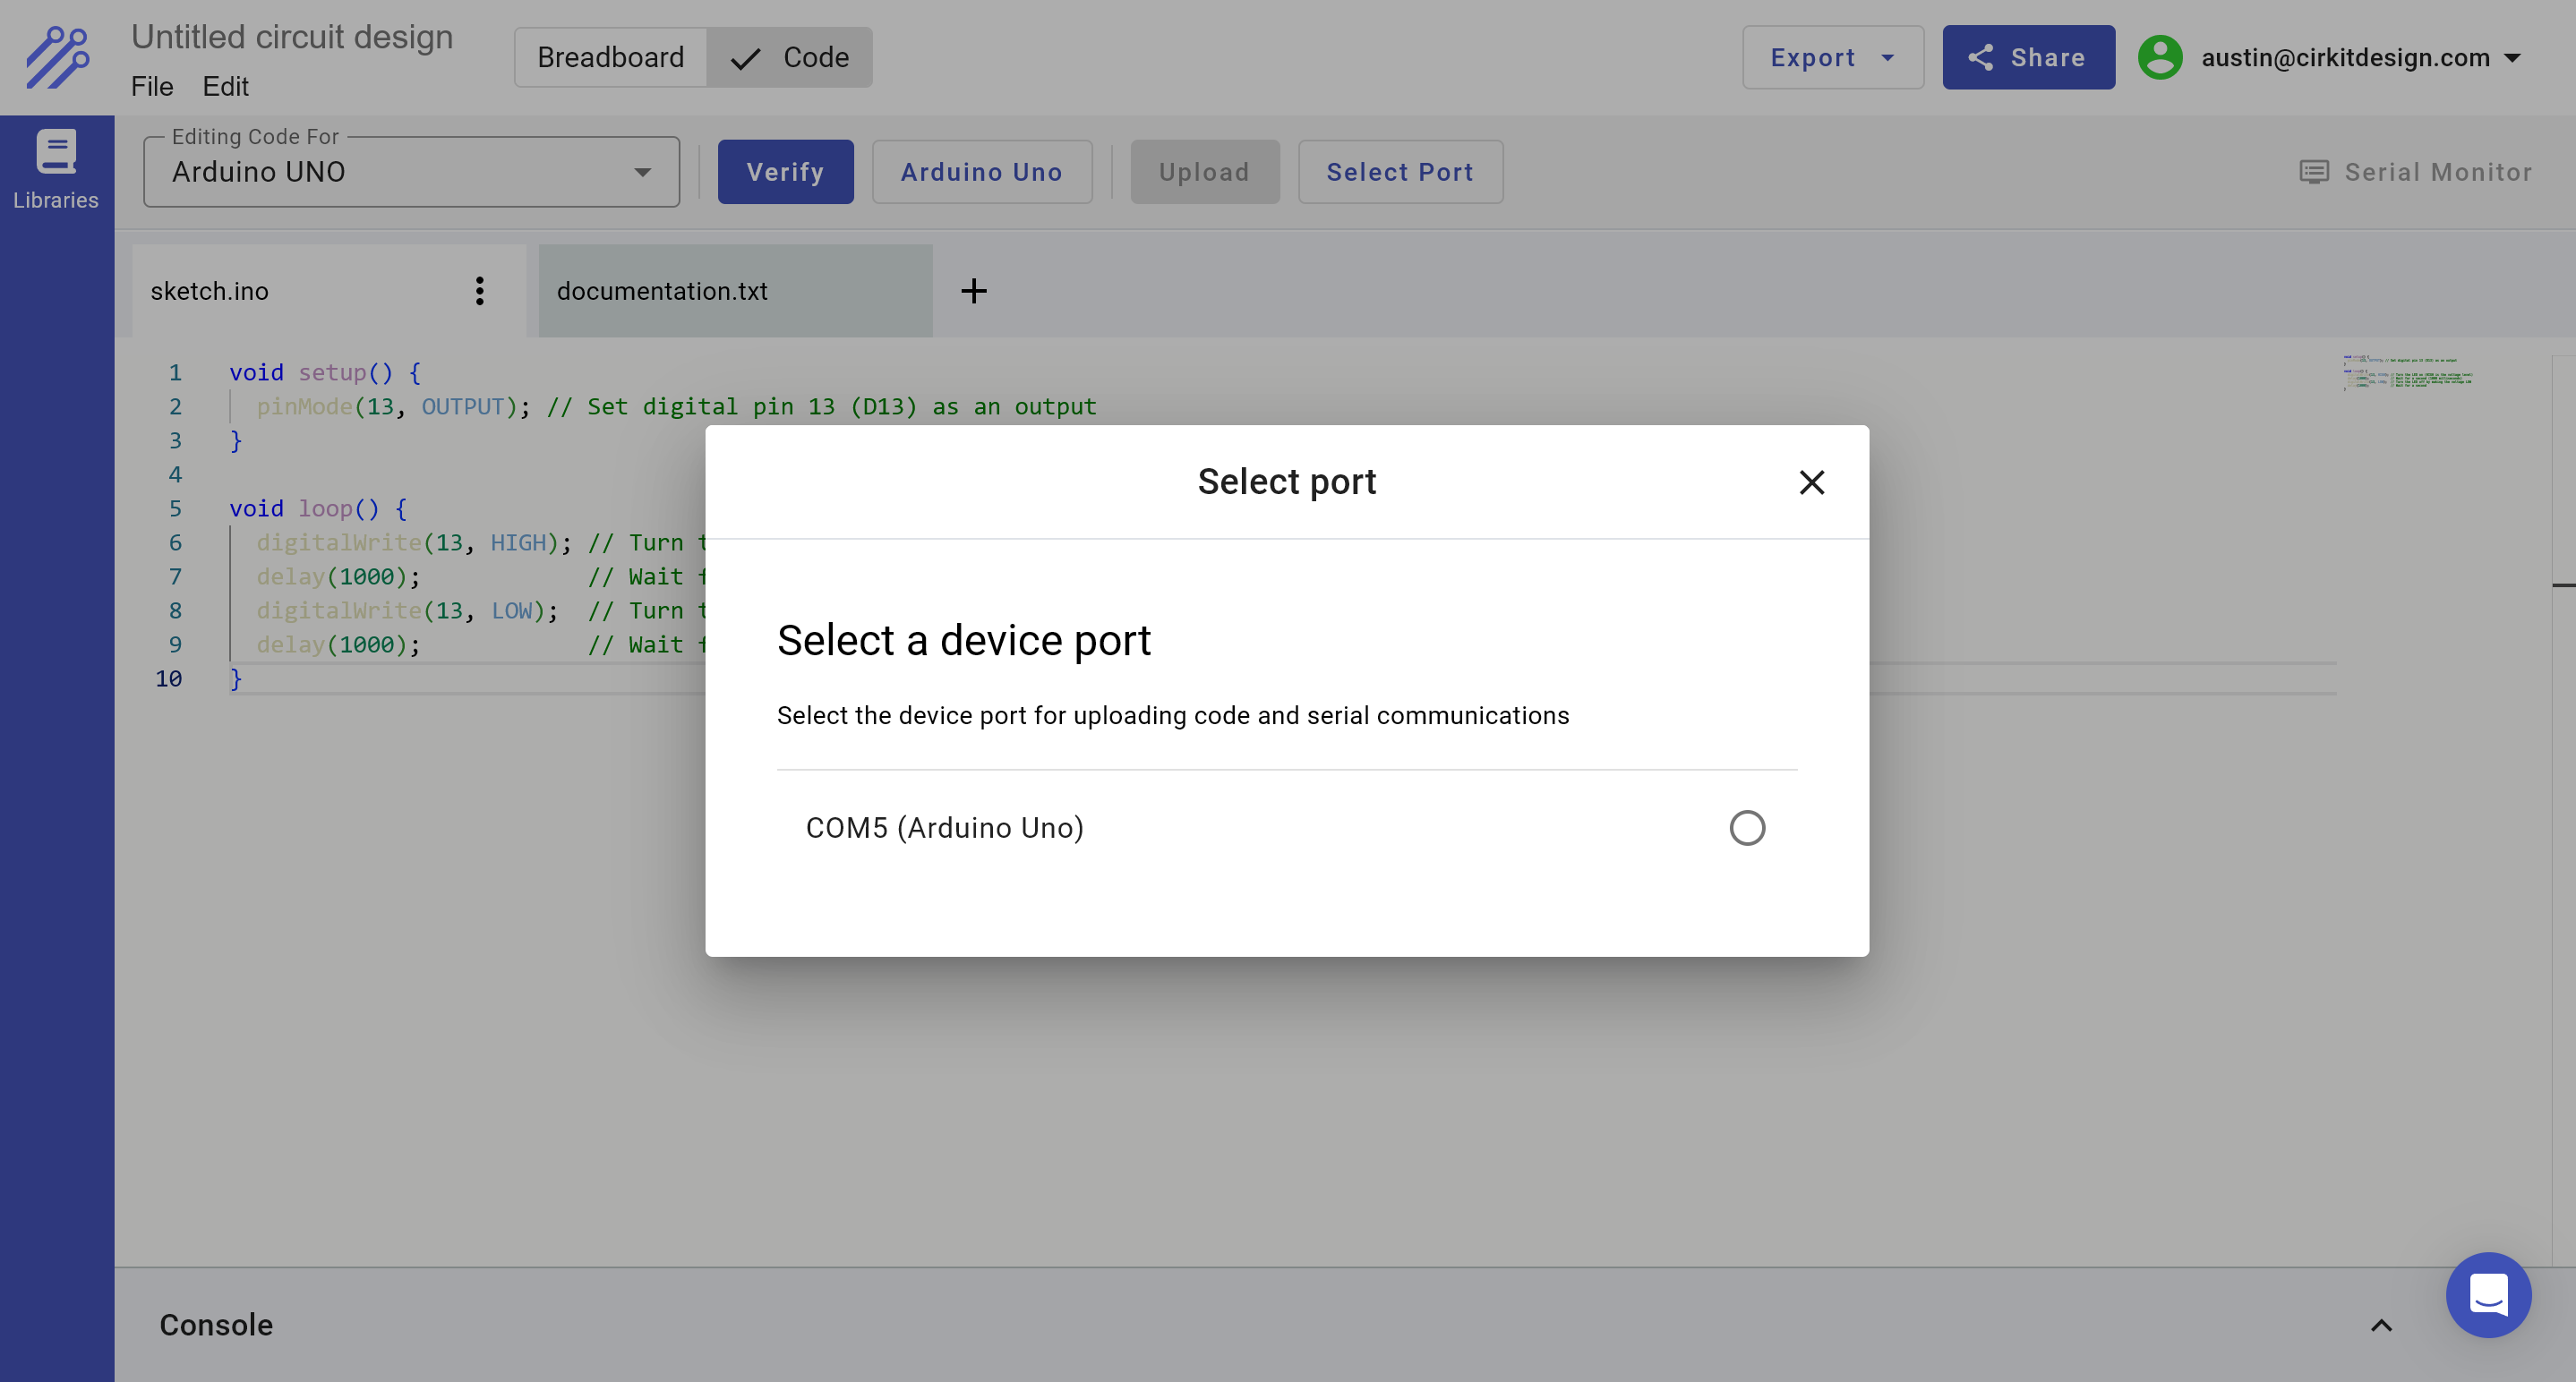 Untitled circuit design
File Edit
Breadboard Code
Export Share austin@cirkitdesign.com
Libraries
Editing Code For
Arduino UNO
Verify Arduino Uno Upload Select Port Serial Monitor
sketch.ino documentation.txt +
1 void setup() {
2 pinMode(13, OUTPUT); // Set digital pin 13 (D13) as an output
3 }
4
5 void loop() {
6 digitalWrite(13, HIGH); // Turn
7 delay(1000); // Wait
8 digitalWrite(13, LOW); // Turn
9 delay(1000); // Wait
10 }
Select port
Select a device port
Select the device port for uploading code and serial communications
COM5 (Arduino Uno)
Console